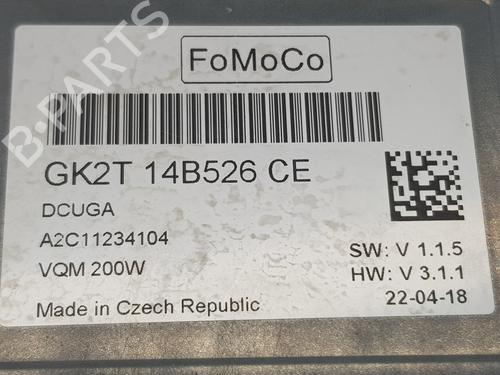 FoMoCo
GK2T 14B526 CE
DCUGA
A2C11234104
VQM 200W
SW: V 1.1.5
HW: V 3.1.1
Made in Czech Republic
22-04-18
B-PARTS